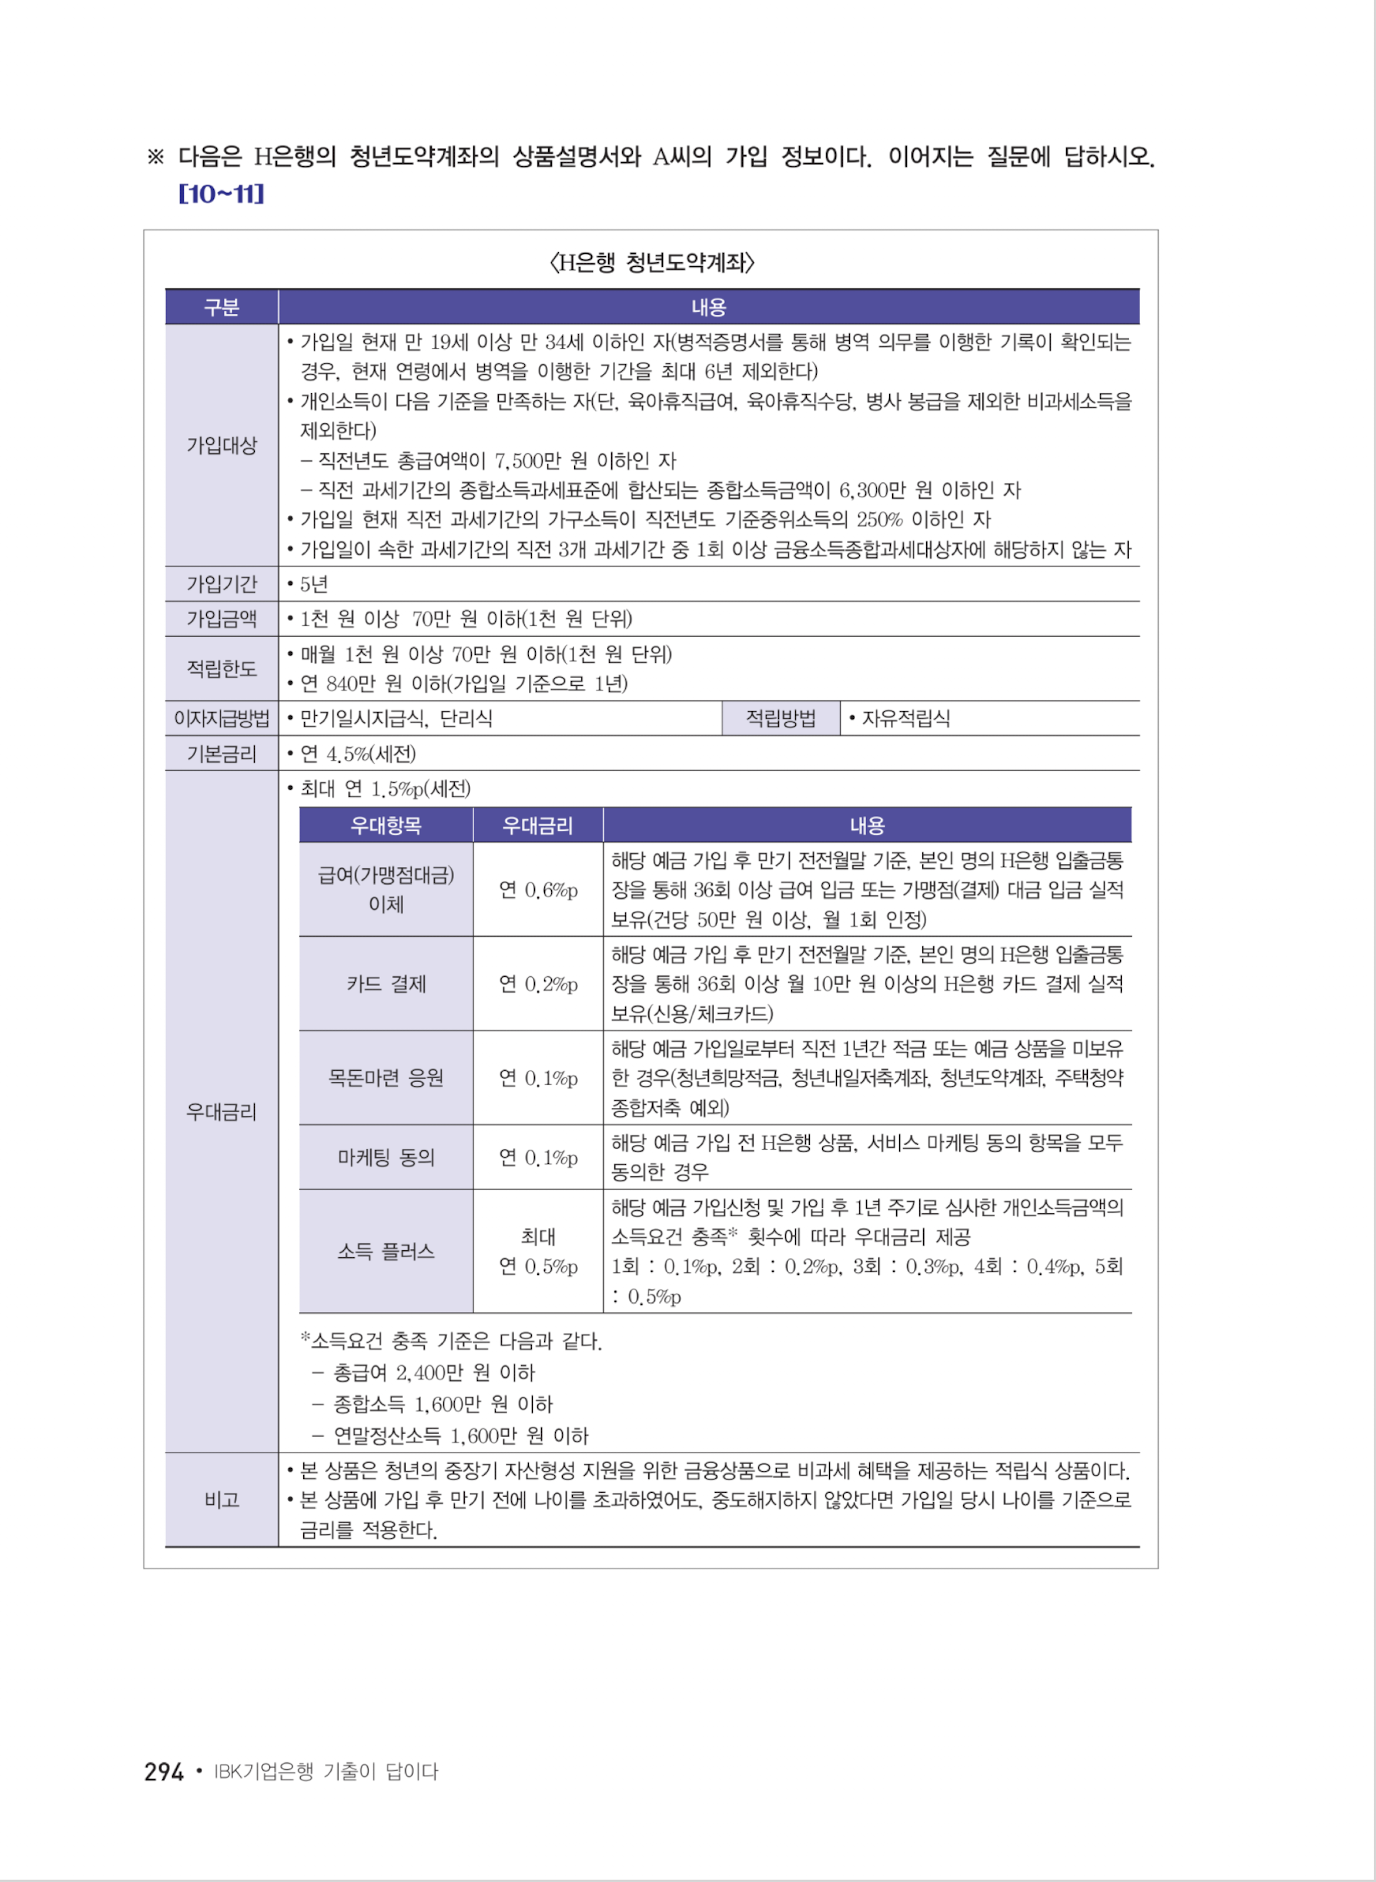 ※ 다음은 H은행의 청년도약계좌의 상품설명서와 A씨의 가입 정보이다. 이어지는 질문에 답하시오.
[10~11]
〈H은행 청년도약계좌〉
구분 내용
가입대상
• 가입일 현재 만 19세 이상 만 34세 이하인 자(병적증명서를 통해 병역 의무를 이행한 기록이 확인되는
경우, 현재 연령에서 병역을 이행한 기간을 최대 6년 제외한다)
• 개인소득이 다음 기준을 만족하는 자(단, 육아휴직급여, 육아휴직수당, 병사 봉급을 제외한 비과세소득을
제외한다)
- 직전년도 총급여액이 7,500만 원 이하인 자
- 직전 과세기간의 종합소득과세표준에 합산되는 종합소득금액이 6,300만 원 이하인 자
• 가입일 현재 직전 과세기간의 가구소득이 직전년도 기준중위소득의 250% 이하인 자
• 가입일이 속한 과세기간의 직전 3개 과세기간 중 1회 이상 금융소득종합과세대상자에 해당하지 않는 자
가입기간 • 5년
가입금액 • 1천 원 이상 70만 원 이하(1천 원 단위)
적립한도
• 매월 1천 원 이상 70만 원 이하(1천 원 단위)
• 연 840만 원 이하(가입일 기준으로 1년)
이자지급방법 • 만기일시지급식, 단리식 적립방법 • 자유적립식
기본금리 • 연 4.5%(세전)
우대금리
• 최대 연 1.5%p(세전)
우대항목 우대금리 내용
급여(가맹점대금)
이체
연 0.6%p
해당 예금 가입 후 만기 전전월말 기준, 본인 명의 H은행 입출금통
장을 통해 36회 이상 급여 입금 또는 가맹점(결제) 대금 입금 실적
보유(건당 50만 원 이상, 월 1회 인정)
카드 결제
연 0.2%p
해당 예금 가입 후 만기 전전월말 기준, 본인 명의 H은행 입출금통
장을 통해 36회 이상 월 10만 원 이상의 H은행 카드 결제 실적
보유(신용/체크카드)
목돈마련 응원
연 0.1%p
해당 예금 가입일로부터 직전 1년간 적금 또는 예금 상품을 미보유
한 경우(청년희망적금, 청년내일저축계좌, 청년도약계좌, 주택청약
종합저축 예외)
마케팅 동의
연 0.1%p
해당 예금 가입 전 H은행 상품, 서비스 마케팅 동의 항목을 모두
동의한 경우
소득 플러스
최대
연 0.5%p
해당 예금 가입신청 및 가입 후 1년 주기로 심사한 개인소득금액의
소득요건 충족* 횟수에 따라 우대금리 제공
1회 : 0.1%p, 2회 : 0.2%p, 3회 : 0.3%p, 4회 : 0.4%p, 5회
: 0.5%p
*소득요건 충족 기준은 다음과 같다.
- 총급여 2,400만 원 이하
- 종합소득 1,600만 원 이하
- 연말정산소득 1,600만 원 이하
비고
• 본 상품은 청년의 중장기 자산형성 지원을 위한 금융상품으로 비과세 혜택을 제공하는 적립식 상품이다.
• 본 상품에 가입 후 만기 전에 나이를 초과하였어도, 중도해지하지 않았다면 가입일 당시 나이를 기준으로
금리를 적용한다.
294 • IBK기업은행 기출이 답이다